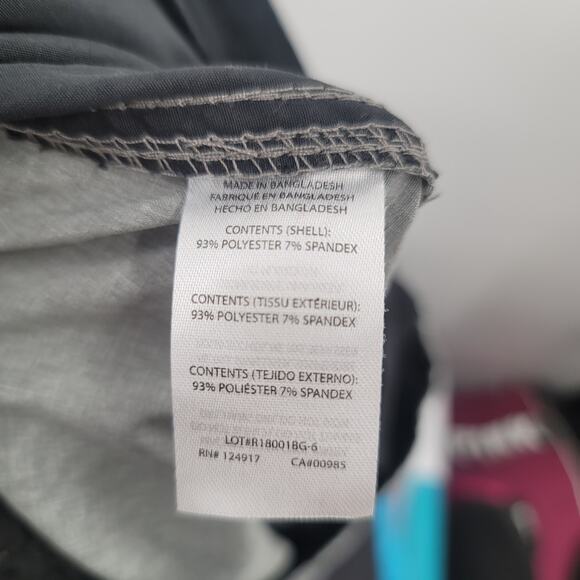 MADE IN BANGLADESH
FABRIQUÉ EN BANGLADESH
HECHO EN BANGLADESH
CONTENTS (SHELL):
93% POLYESTER 7% SPANDEX
CONTENTS (TISSU EXTÉRIEUR):
93% POLYESTER 7% SPANDEX
CONTENTS (TEJIDO EXTERNO):
93% POLIÉSTER 7% SPANDEX
LOT#R18001BG-6
RN# 124917 CA#00985